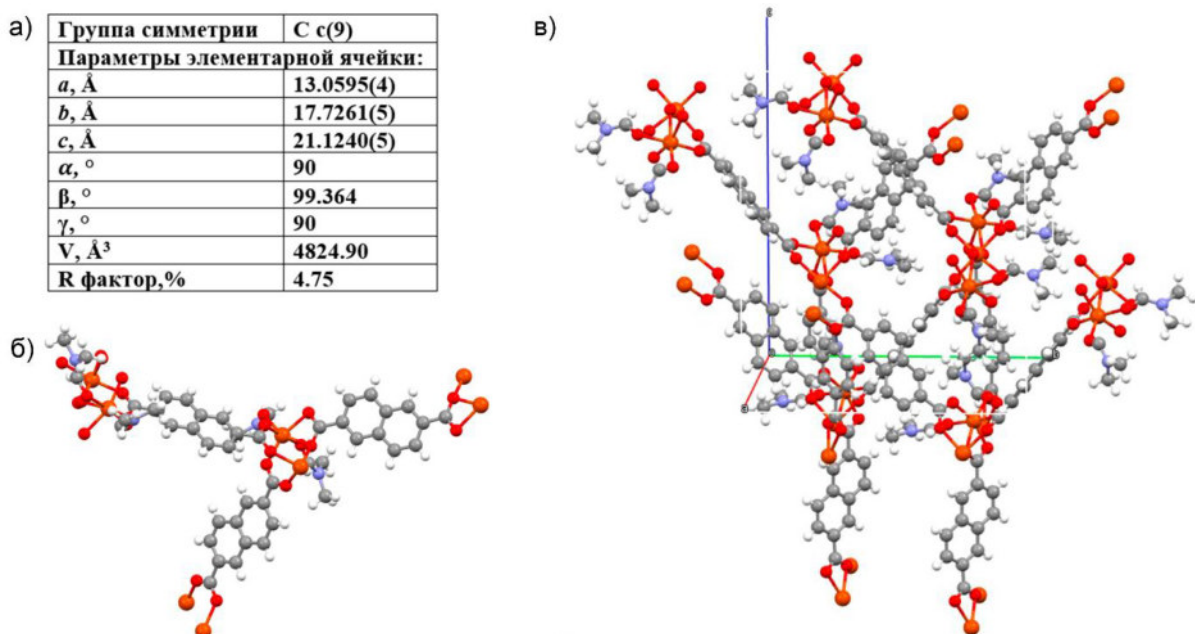 а)
Группа симметрии C c(9)
Параметры элементарной ячейки:
a, Å 13.0595(4)
b, Å 17.7261(5)
c, Å 21.1240(5)
α, ° 90
β, ° 99.364
γ, ° 90
V, Å³ 4824.90
R фактор,% 4.75
б)
в)
c
a